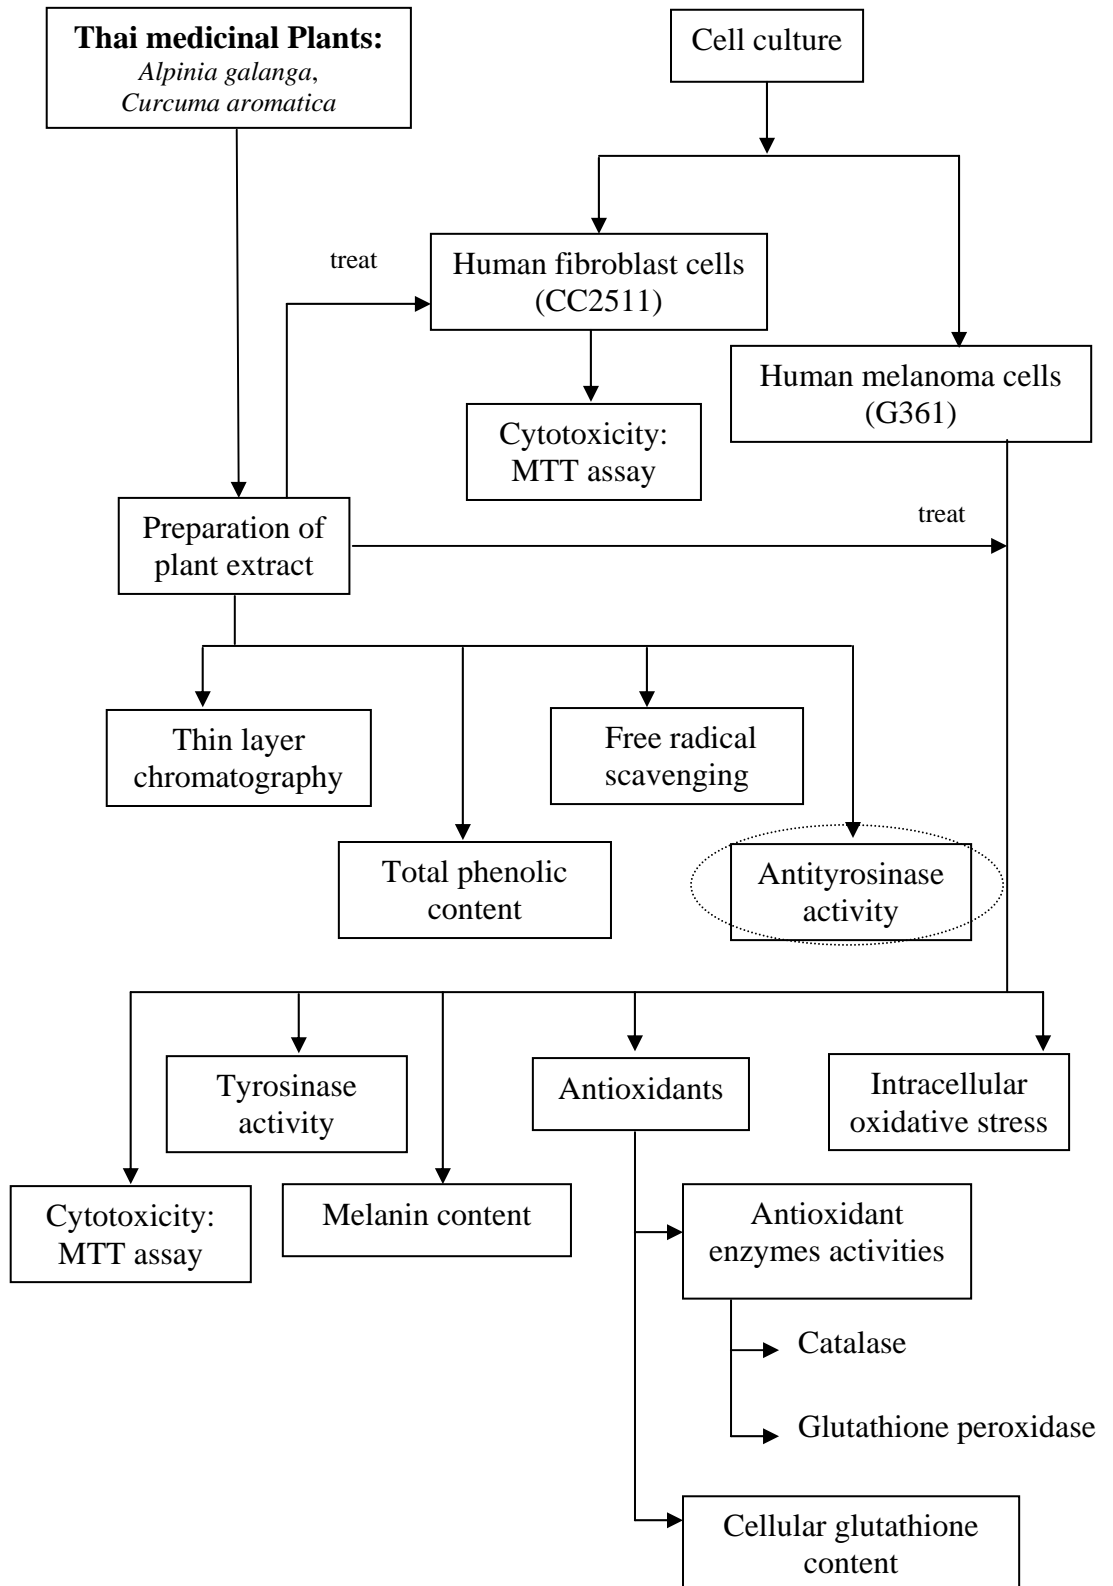 Thai medicinal Plants:
Alpinia galanga,
Curcuma aromatica
Cell culture
treat
Human fibroblast cells
(CC2511)
Human melanoma cells
(G361)
Cytotoxicity:
MTT assay
Preparation of
plant extract
treat
Thin layer
chromatography
Free radical
scavenging
Total phenolic
content
Antityrosinase
activity
Tyrosinase
activity
Antioxidants
Intracellular
oxidative stress
Cytotoxicity:
MTT assay
Melanin content
Antioxidant
enzymes activities
Catalase
Glutathione peroxidase
Cellular glutathione
content